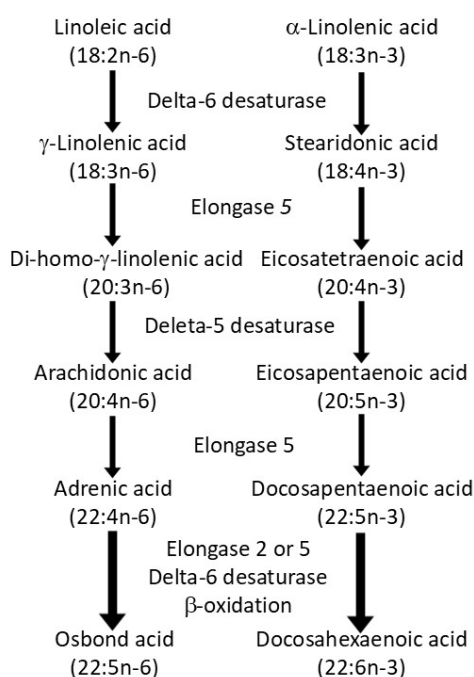 Linoleic acid
(18:2n-6)
α-Linolenic acid
(18:3n-3)
Delta-6 desaturase
γ-Linolenic acid
(18:3n-6)
Stearidonic acid
(18:4n-3)
Elongase 5
Di-homo-γ-linolenic acid
(20:3n-6)
Eicosatetraenoic acid
(20:4n-3)
Deleta-5 desaturase
Arachidonic acid
(20:4n-6)
Eicosapentaenoic acid
(20:5n-3)
Elongase 5
Adrenic acid
(22:4n-6)
Docosapentaenoic acid
(22:5n-3)
Elongase 2 or 5
Delta-6 desaturase
β-oxidation
Osbond acid
(22:5n-6)
Docosahexaenoic acid
(22:6n-3)